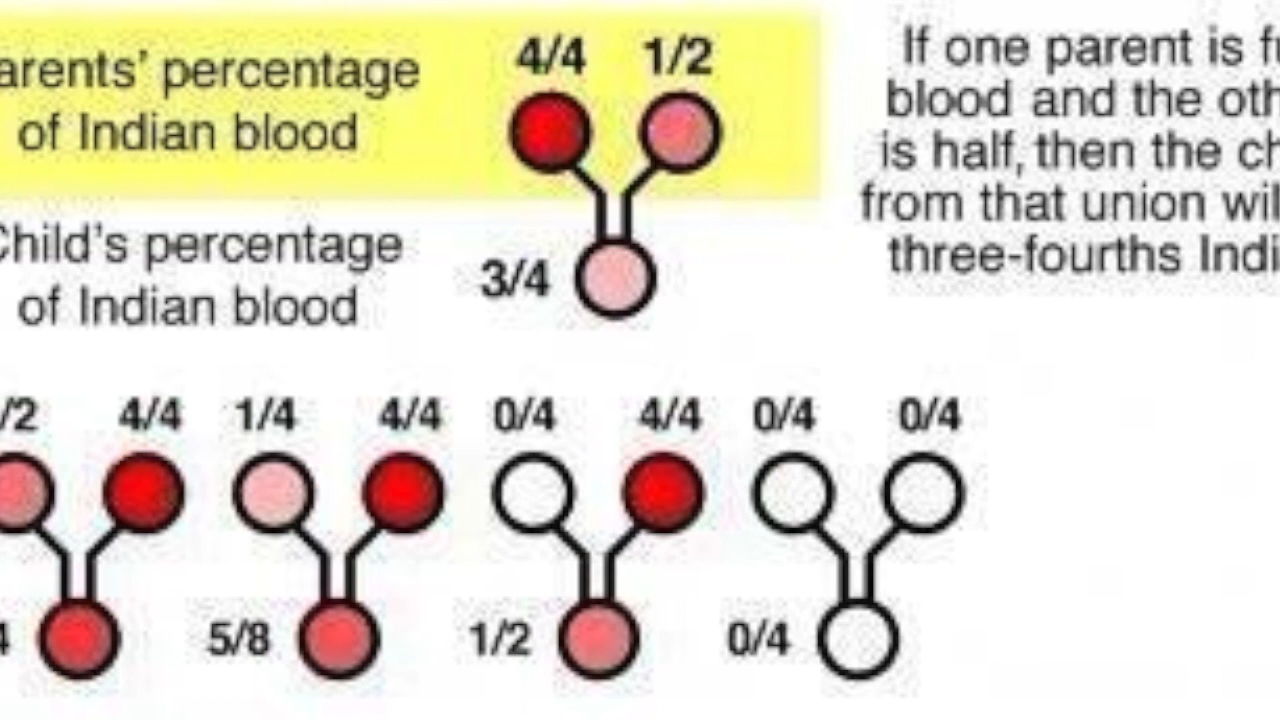 4/4 1/2
arents' percentage
of Indian blood
Child's percentage
of Indian blood
3/4
If one parent is fu
blood and the oth
is half, then the ch
from that union wil
three-fourths Indi
/2 4/4 1/4 4/4 0/4 4/4 0/4 0/4
4 5/8 1/2 0/4